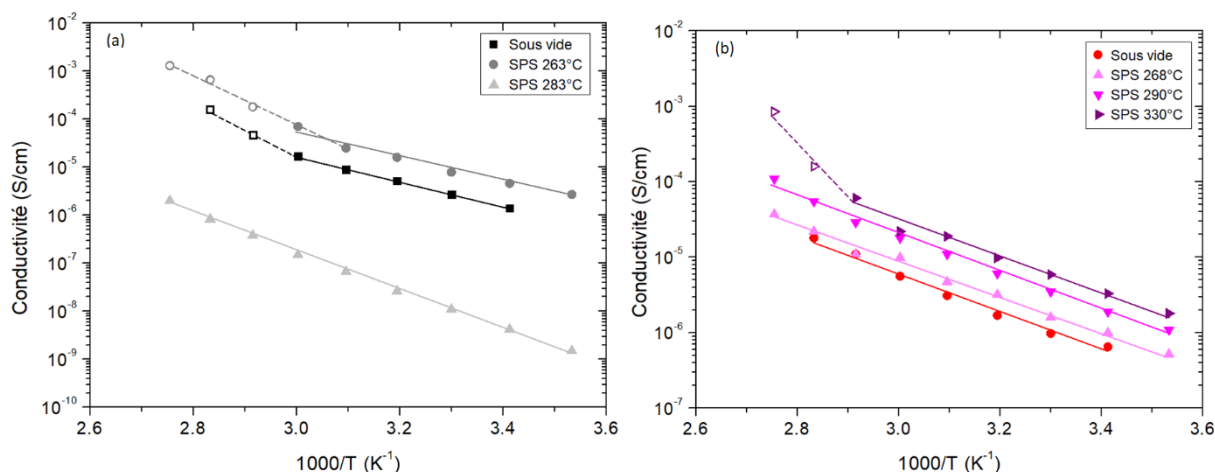 (a)
Sous vide
SPS 263°C
SPS 283°C
Conductivité (S/cm)
10^-2
10^-3
10^-4
10^-5
10^-6
10^-7
10^-8
10^-9
10^-10
2.6 2.8 3.0 3.2 3.4 3.6
1000/T (K^-1)
(b)
Sous vide
SPS 268°C
SPS 290°C
SPS 330°C
Conductivité (S/cm)
10^-2
10^-3
10^-4
10^-5
10^-6
10^-7
2.6 2.8 3.0 3.2 3.4 3.6
1000/T (K^-1)